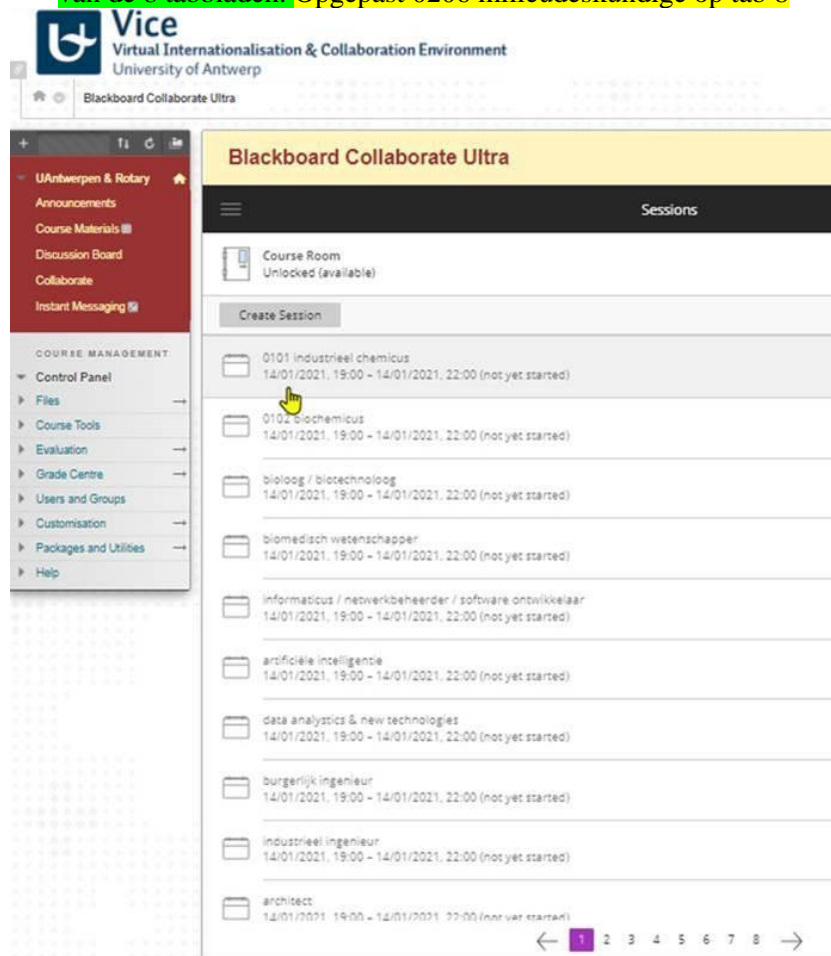 van de 8 tabbladen. Opgepast 0206 milieudeskundige op tab 8
Vice
Virtual Internationalisation & Collaboration Environment
University of Antwerp
Blackboard Collaborate Ultra
UAntwerpen & Rotary
Announcements
Course Materials
Discussion Board
Collaborate
Instant Messaging
COURSE MANAGEMENT
Control Panel
Files
Course Tools
Evaluation
Grade Centre
Users and Groups
Customisation
Packages and Utilities
Help
Blackboard Collaborate Ultra
Sessions
Course Room
Unlocked (available)
Create Session
0101 industrieel chemicus
14/01/2021, 19:00 – 14/01/2021, 22:00 (not yet started)
0102 biochemicus
14/01/2021, 19:00 – 14/01/2021, 22:00 (not yet started)
bioloog / biotechnoloog
14/01/2021, 19:00 – 14/01/2021, 22:00 (not yet started)
biomedisch wetenschapper
14/01/2021, 19:00 – 14/01/2021, 22:00 (not yet started)
informaticus / netwerkbeheerder / software ontwikkelaar
14/01/2021, 19:00 – 14/01/2021, 22:00 (not yet started)
artificiële intelligentie
14/01/2021, 19:00 – 14/01/2021, 22:00 (not yet started)
data analystics & new technologies
14/01/2021, 19:00 – 14/01/2021, 22:00 (not yet started)
burgerlijk ingenieur
14/01/2021, 19:00 – 14/01/2021, 22:00 (not yet started)
industrieel ingenieur
14/01/2021, 19:00 – 14/01/2021, 22:00 (not yet started)
architect
14/01/2021, 19:00 – 14/01/2021, 22:00 (not yet started)
1 2 3 4 5 6 7 8